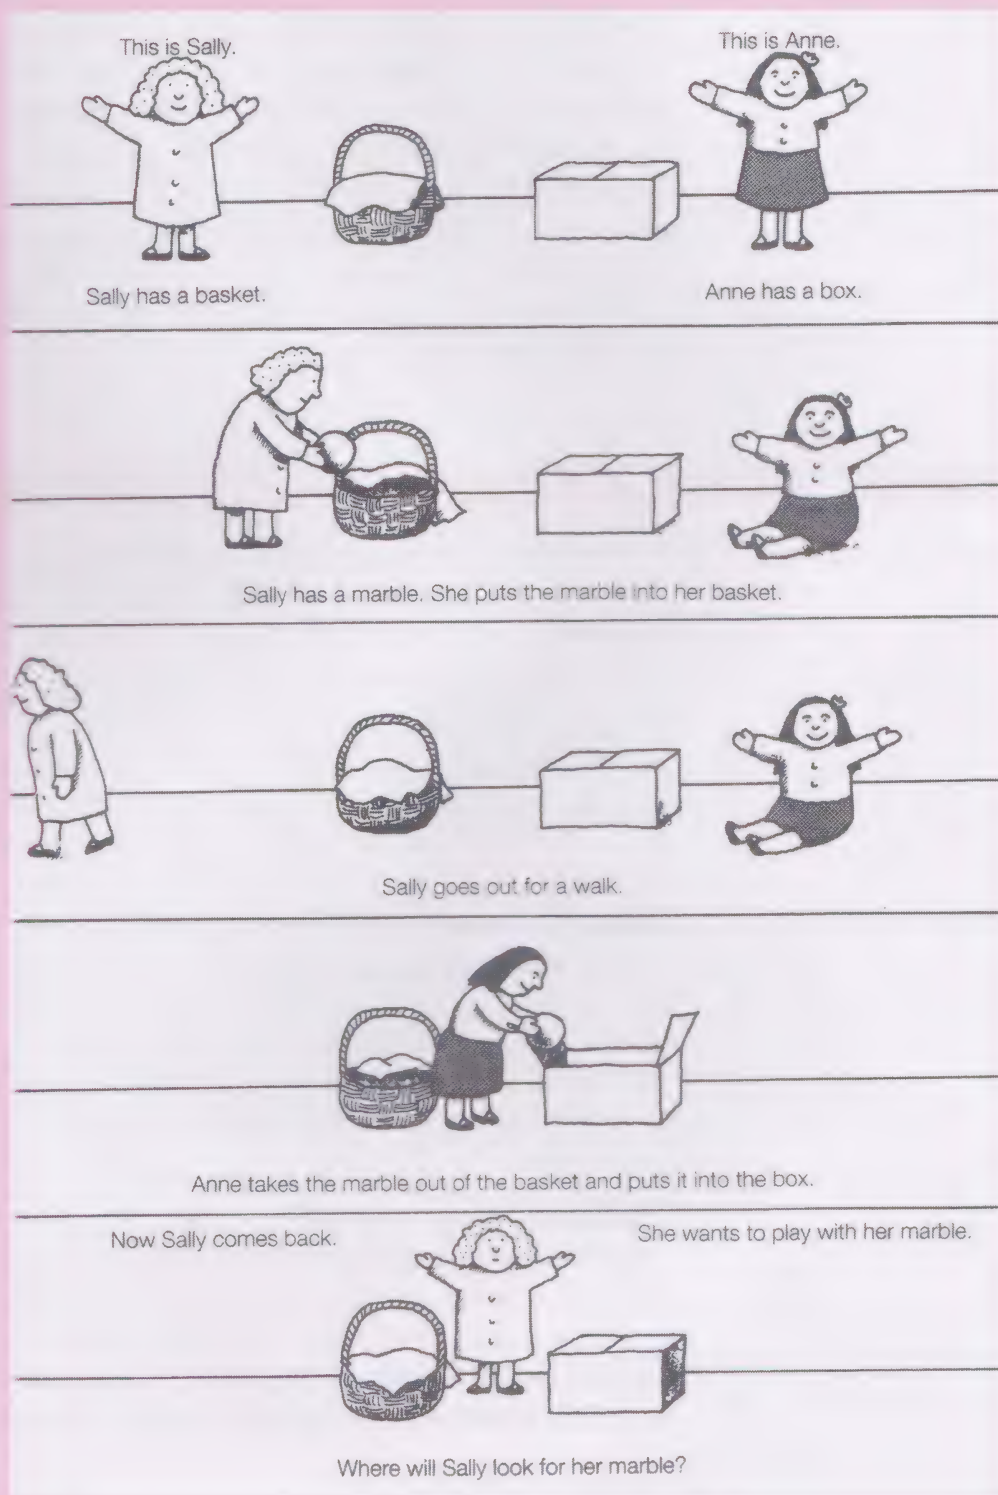 This is Sally.
This is Anne.
Sally has a basket.
Anne has a box.
Sally has a marble. She puts the marble into her basket.
Sally goes out for a walk.
Anne takes the marble out of the basket and puts it into the box.
Now Sally comes back.
She wants to play with her marble.
Where will Sally look for her marble?